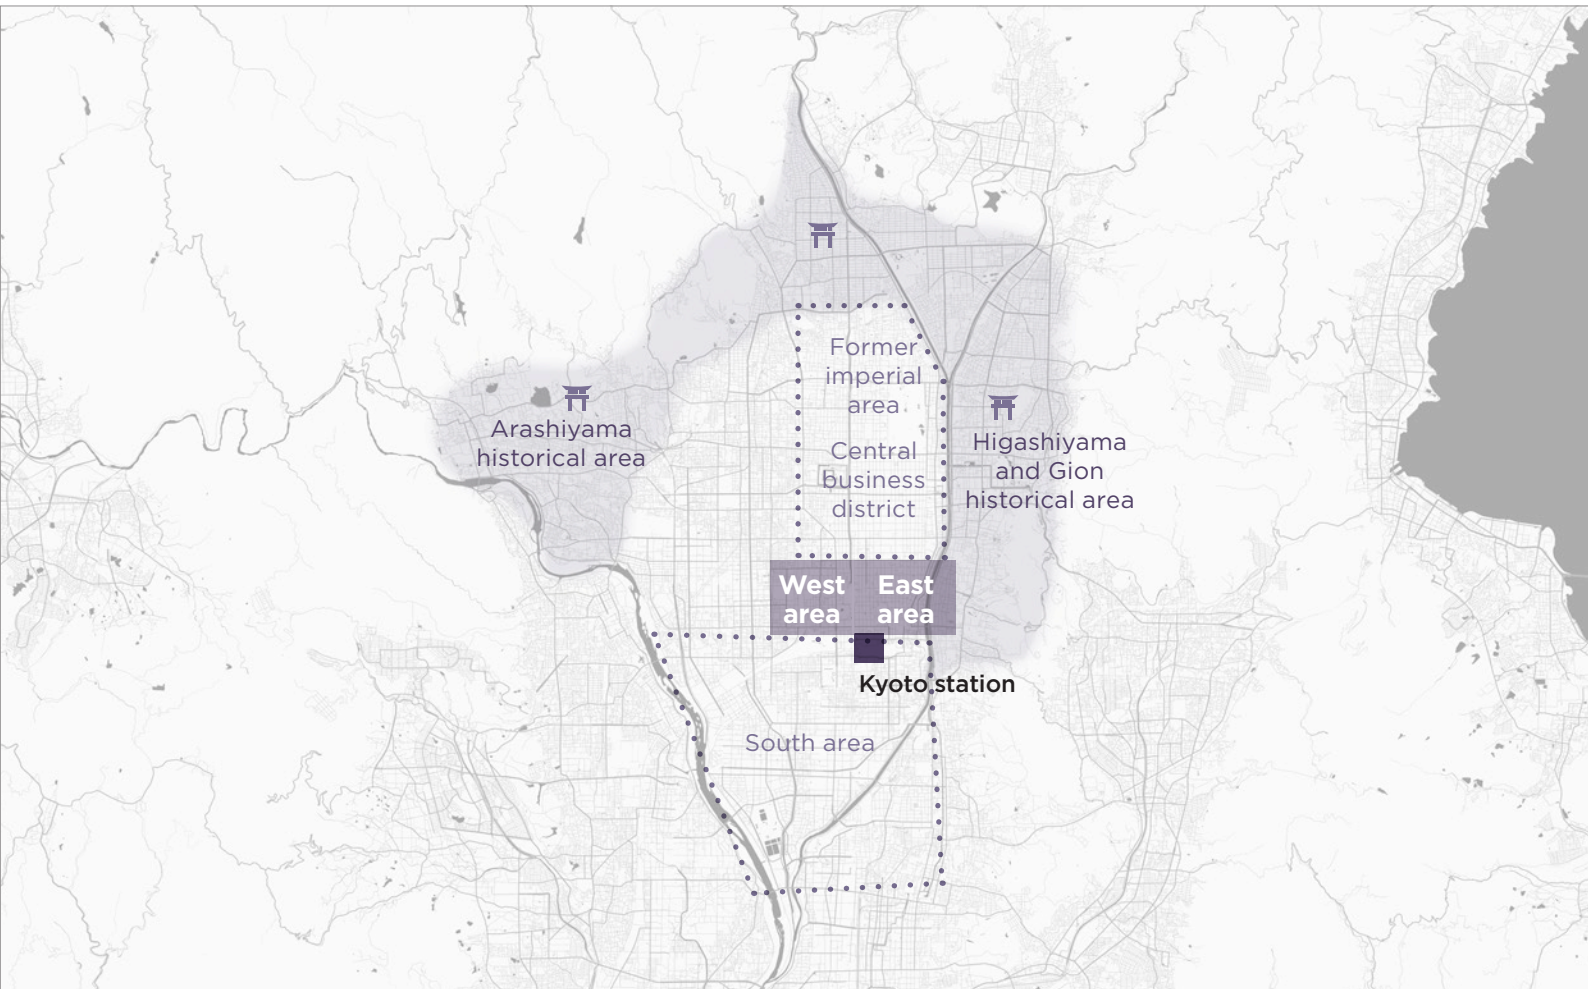 Former
imperial
area
Central
business
district
Arashiyama
historical area
Higashiyama
and Gion
historical area
West
area
East
area
Kyoto station
South area